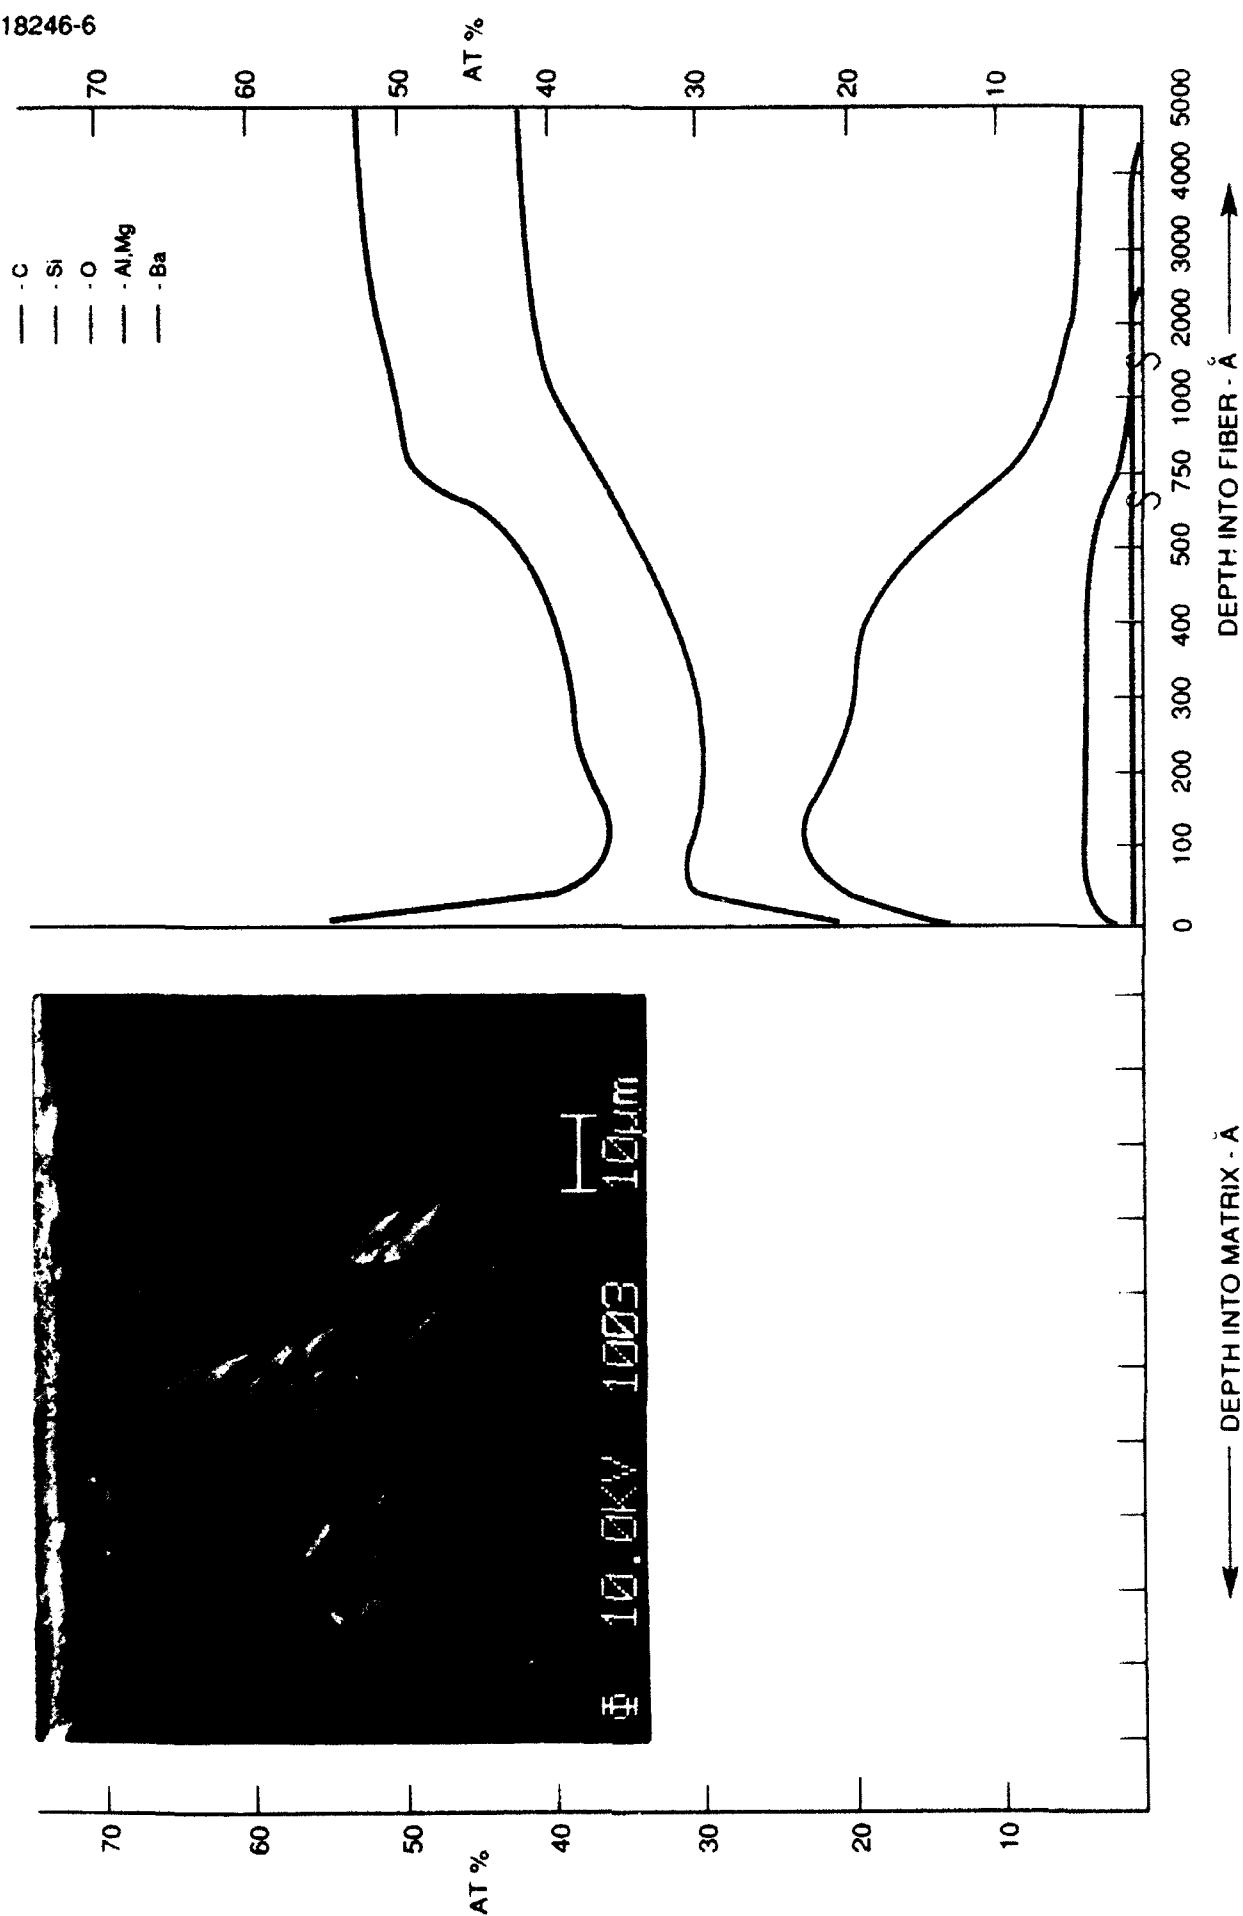 18246-6
- C
- Si
- O
- Al,Mg
- Ba
AT %
70
60
50
40
30
20
10
AT %
70
60
50
40
30
20
10
Φ 10.0KV 1003 10μm
0 100 200 300 400 500 750 1000 2000 3000 4000 5000
DEPTH INTO MATRIX - Å
DEPTH INTO FIBER - Å